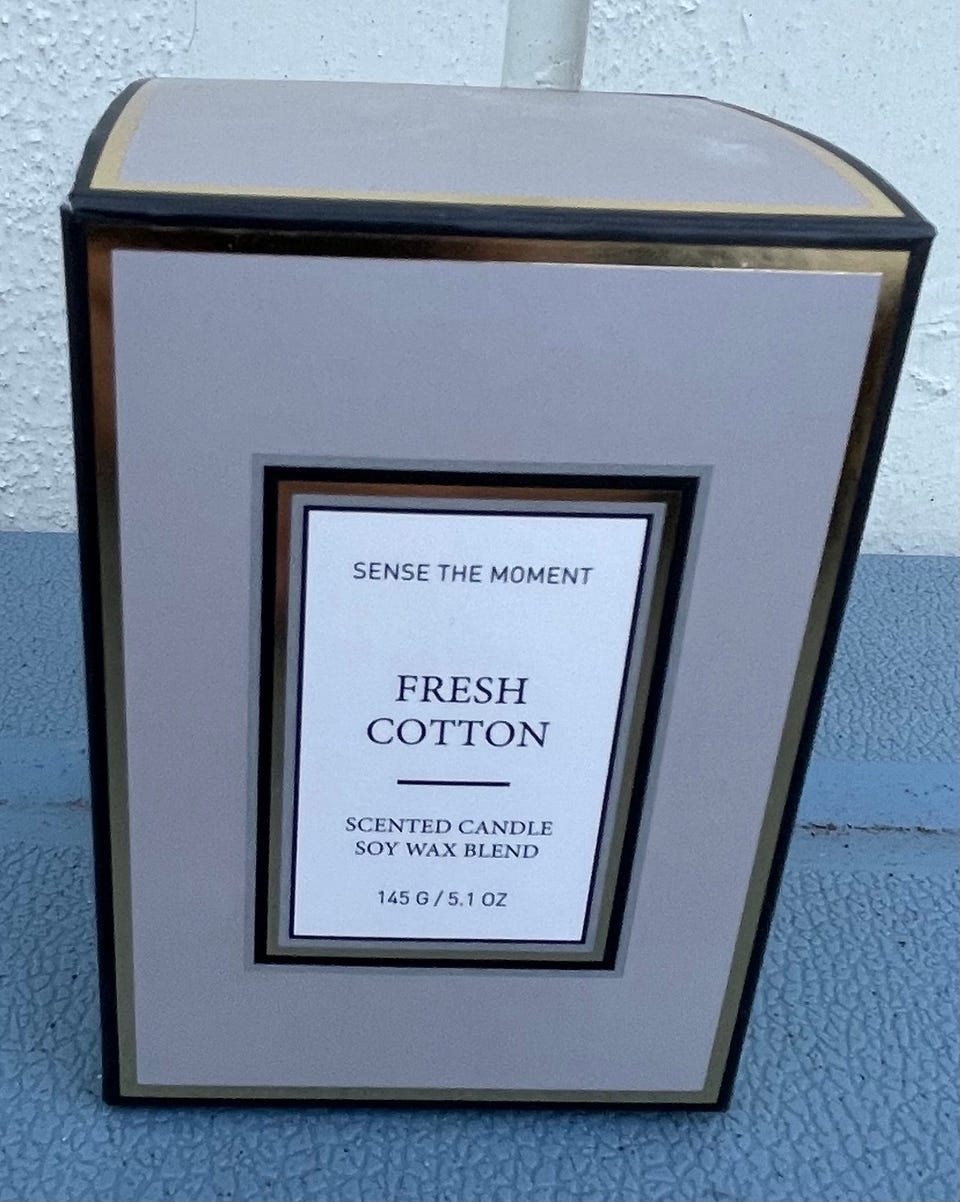 SENSE THE MOMENT
FRESH
COTTON
SCENTED CANDLE
SOY WAX BLEND
145 G / 5.1 OZ